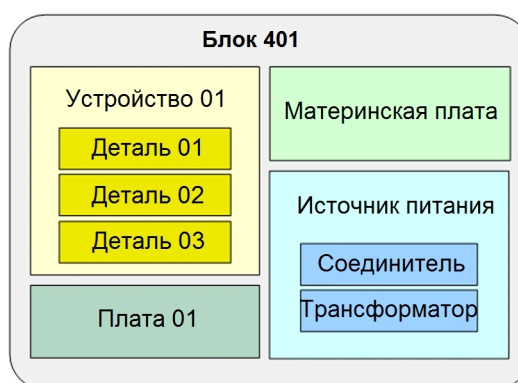 Блок 401
Устройство 01
Деталь 01
Деталь 02
Деталь 03
Плата 01
Материнская плата
Источник питания
Соединитель
Трансформатор